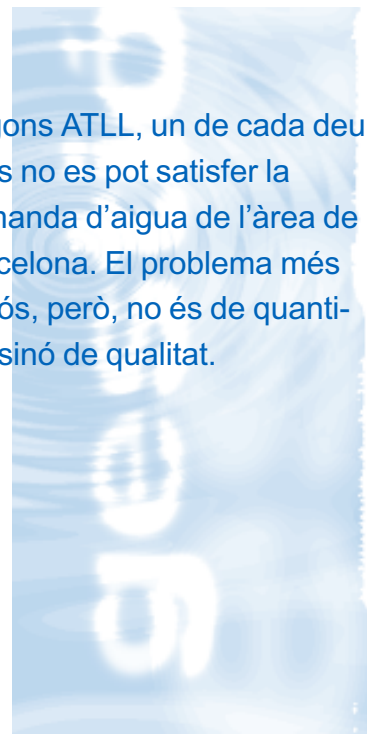 gons ATLL, un de cada deu
s no es pot satisfer la
manda d'aigua de l'àrea de
celona. El problema més
ós, però, no és de quanti-
sinó de qualitat.